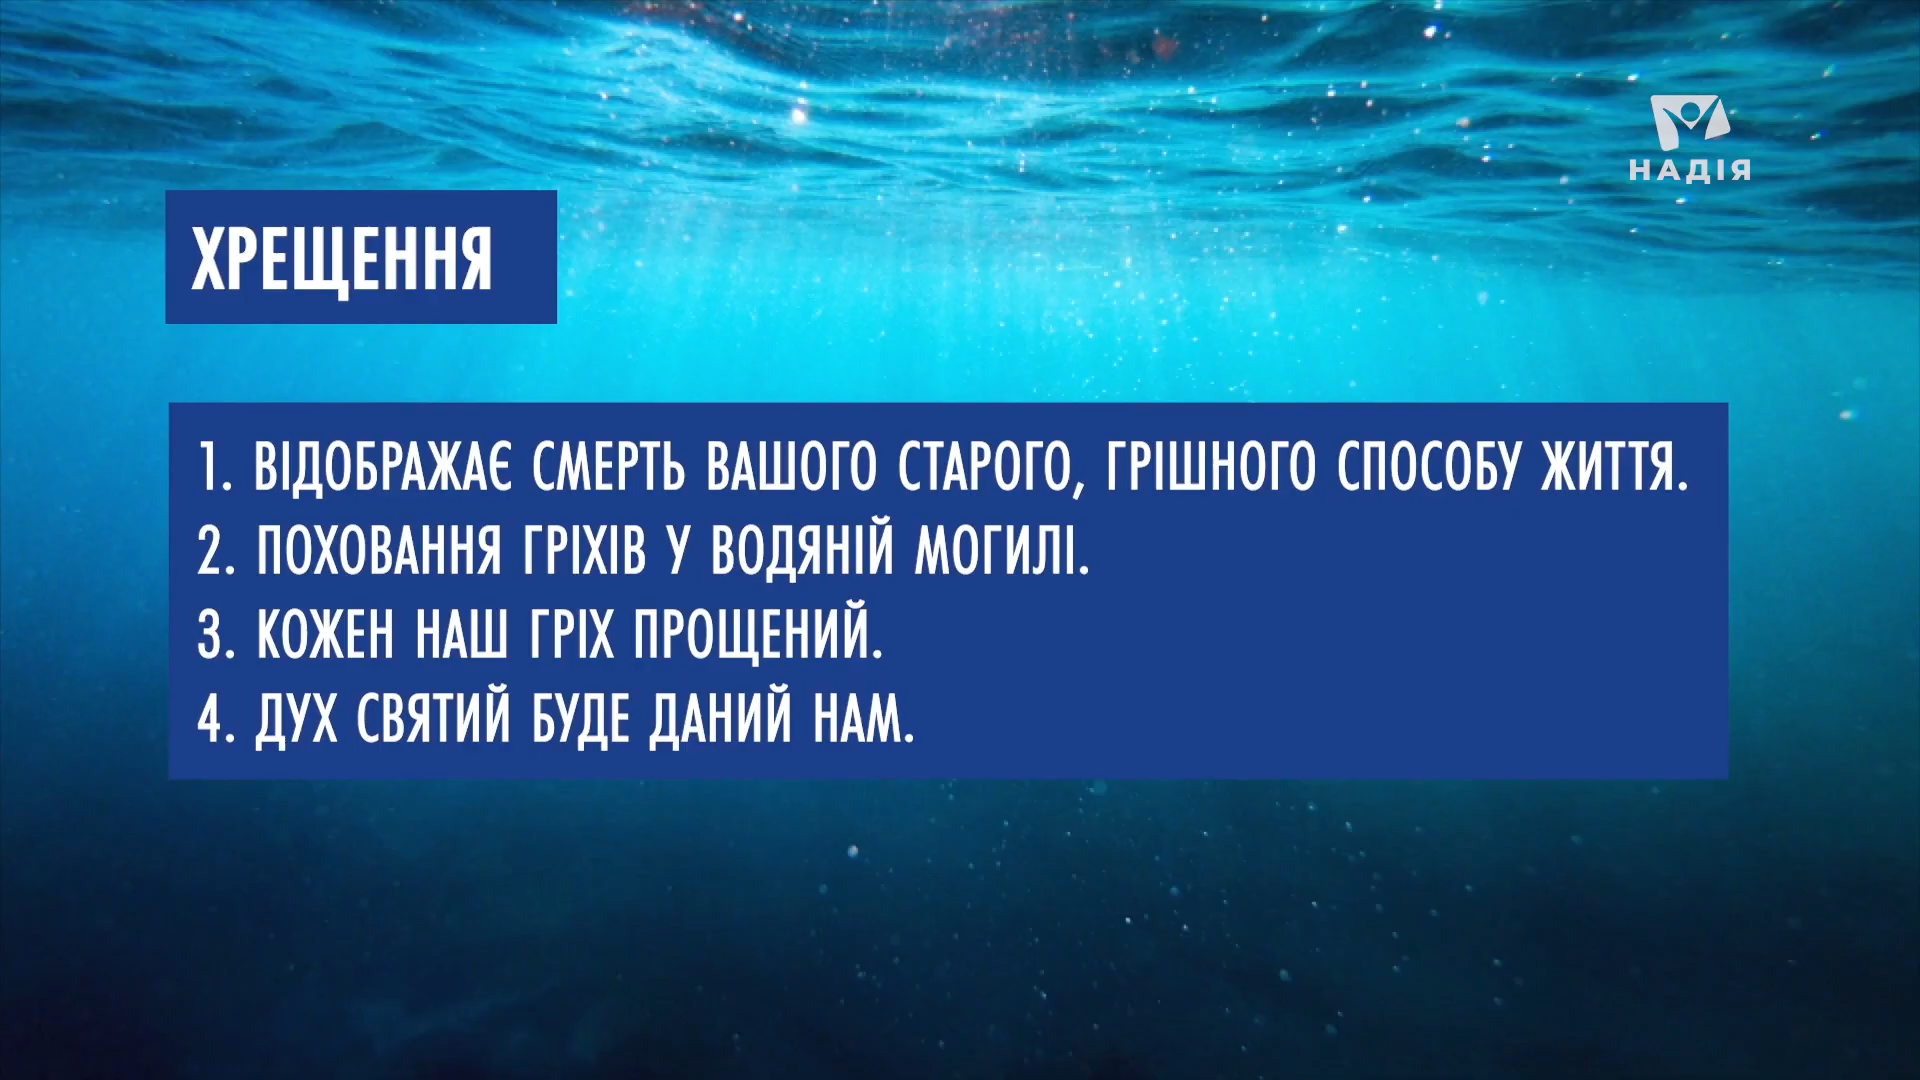 НАДІЯ
ХРЕЩЕННЯ
1. ВІДОБРАЖАЄ СМЕРТЬ ВАШОГО СТАРОГО, ГРІШНОГО СПОСОБУ ЖИТТЯ.
2. ПОХОВАННЯ ГРІХІВ У ВОДЯНІЙ МОГИЛІ.
3. КОЖЕН НАШ ГРІХ ПРОЩЕНИЙ.
4. ДУХ СВЯТИЙ БУДЕ ДАНИЙ НАМ.